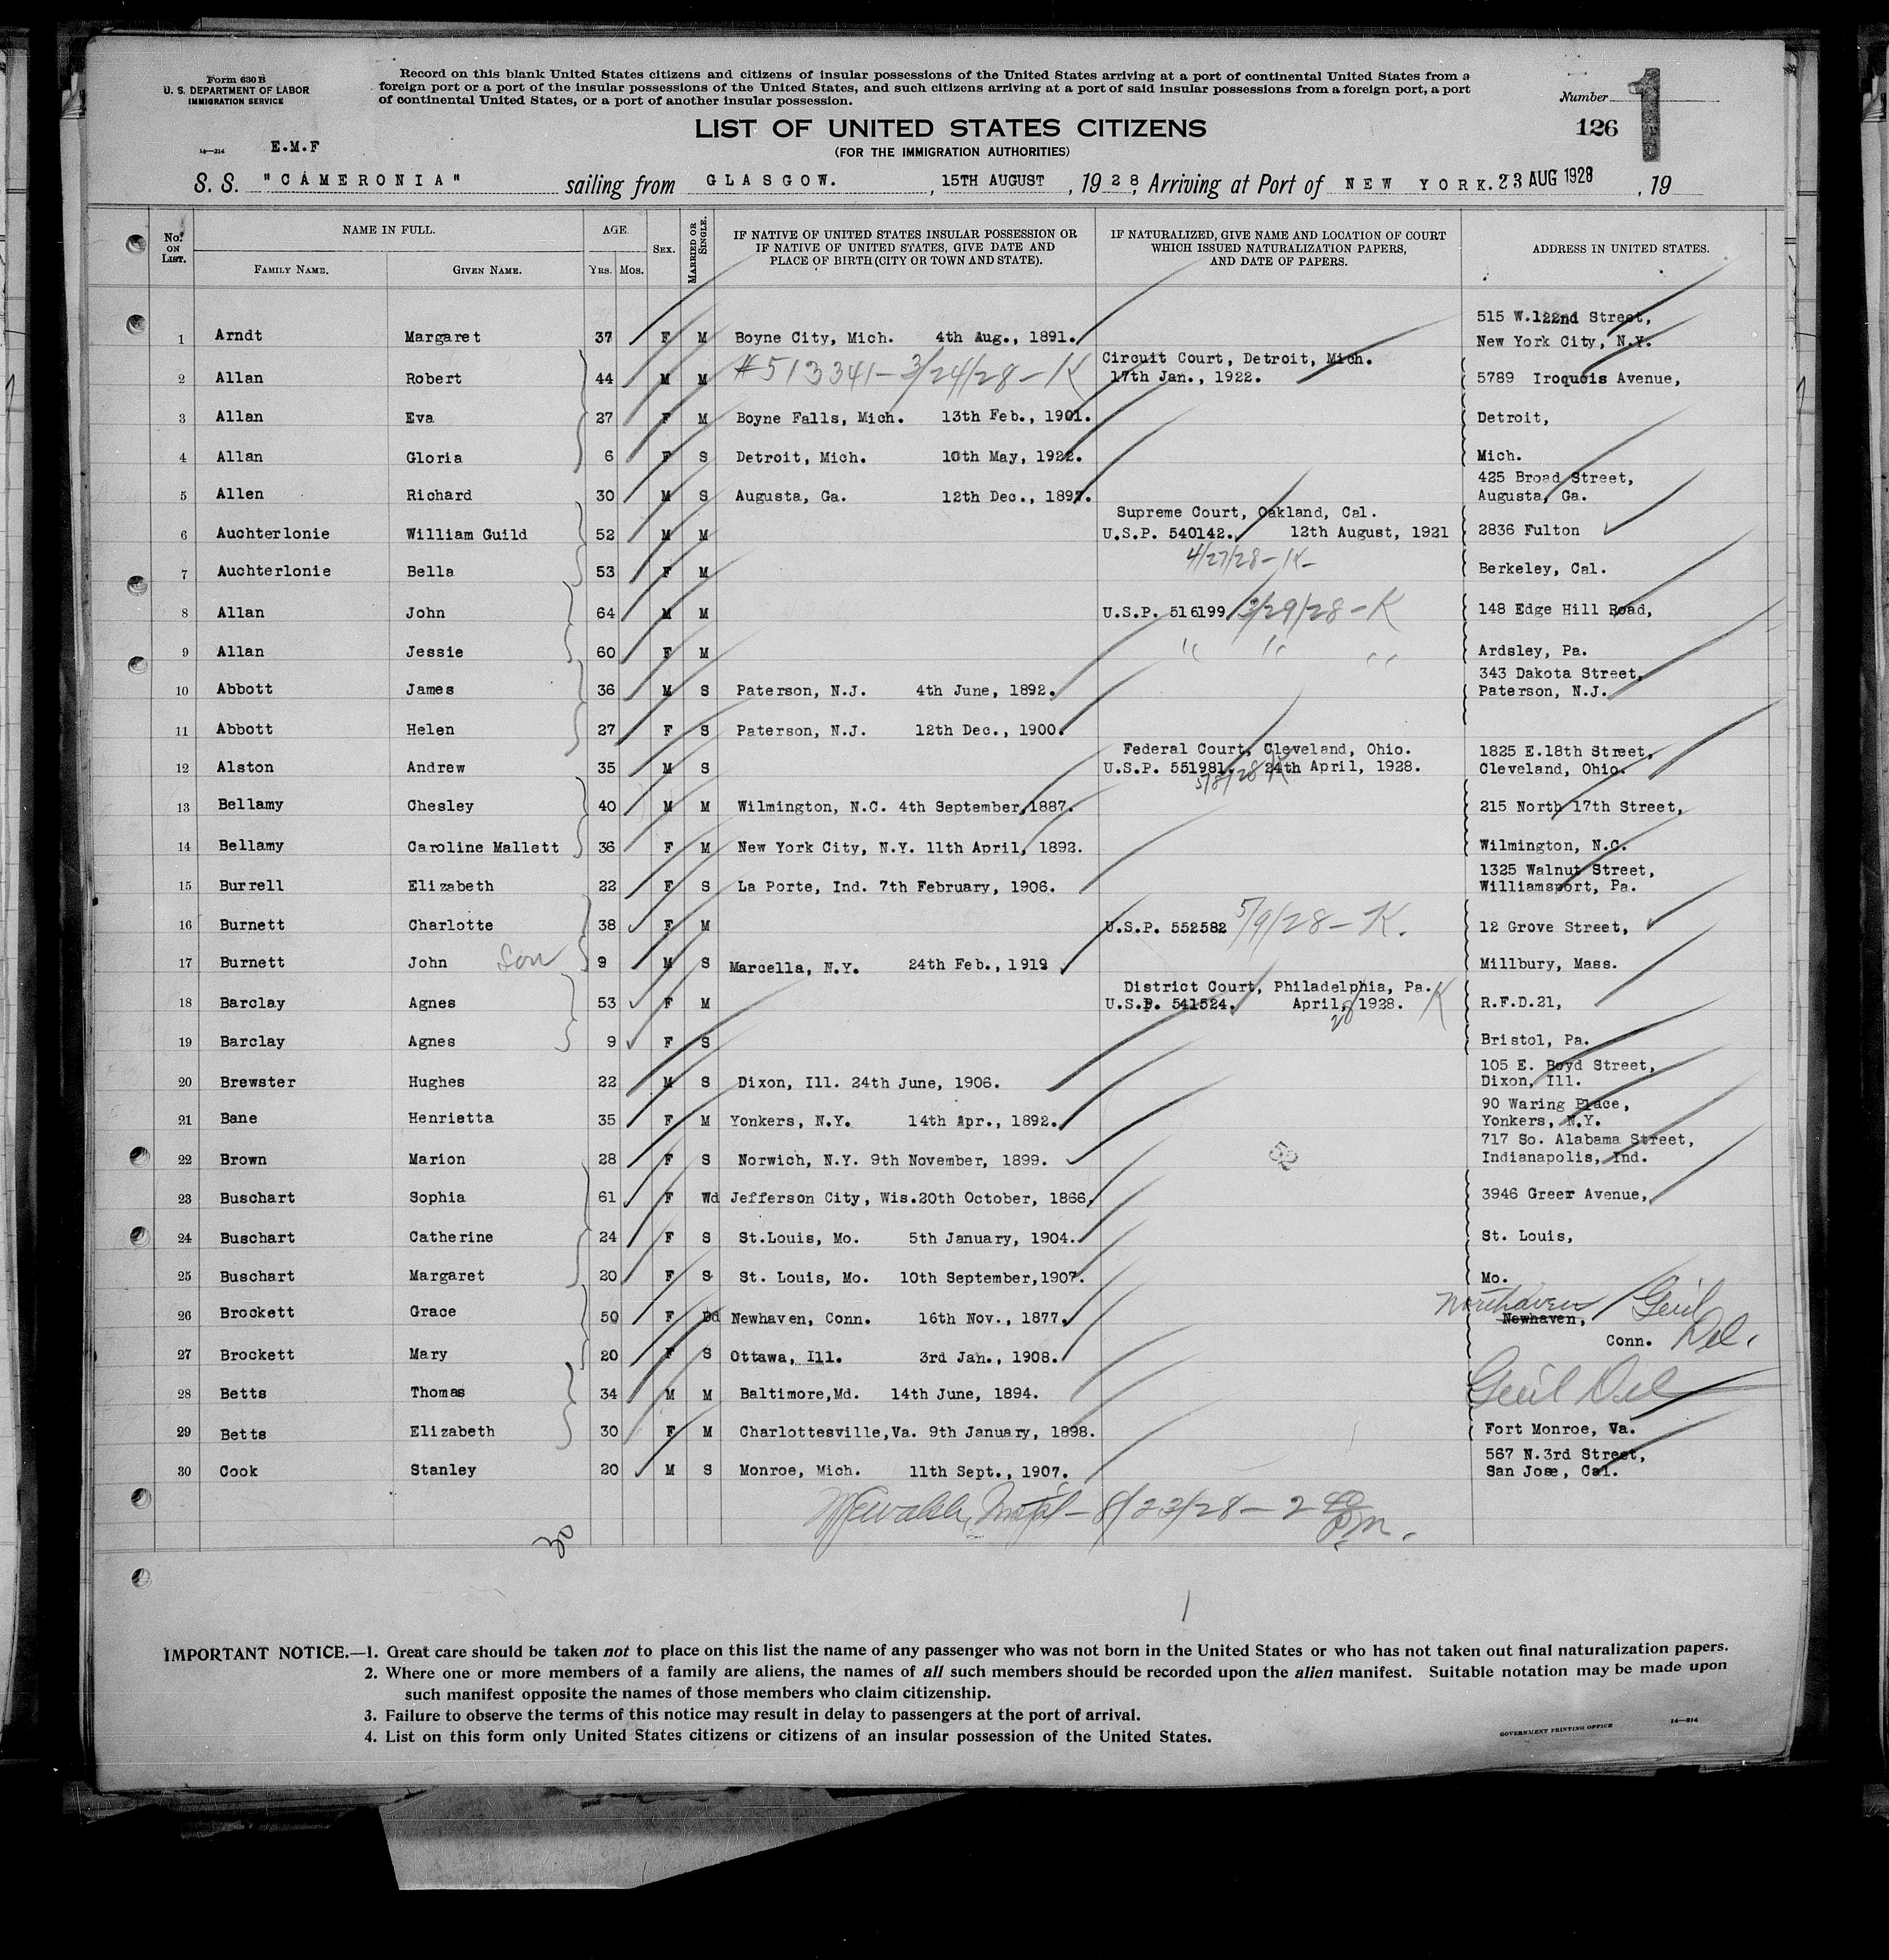 Form 630 B
U. S. DEPARTMENT OF LABOR
IMMIGRATION SERVICE
Record on this blank United States citizens and citizens of insular possessions of the United States arriving at a port of continental United States from a
foreign port or a port of the insular possessions of the United States, and such citizens arriving at a port of said insular possessions from a foreign port, a port
of continental United States, or a port of another insular possession.
Number 1
126
LIST OF UNITED STATES CITIZENS
(FOR THE IMMIGRATION AUTHORITIES)
14—214 E.M.F
S. S. "CAMERONIA" sailing from GLASGOW. , 15TH AUGUST , 1928, Arriving at Port of NEW YORK. 23 AUG 1928 , 19
No. ON LIST. NAME IN FULL. FAMILY NAME. GIVEN NAME. AGE. YRS. MOS. SEX. MARRIED OR SINGLE. IF NATIVE OF UNITED STATES INSULAR POSSESSION OR IF NATIVE OF UNITED STATES, GIVE DATE AND PLACE OF BIRTH (CITY OR TOWN AND STATE). IF NATURALIZED, GIVE NAME AND LOCATION OF COURT WHICH ISSUED NATURALIZATION PAPERS, AND DATE OF PAPERS. ADDRESS IN UNITED STATES.
515 W.122nd Street,
1 Arndt Margaret 37 F M Boyne City, Mich. 4th Aug., 1891. New York City, N.Y.
Circuit Court, Detroit, Mich.
2 Allan Robert 44 M M #513341-3/24/28-K 17th Jan., 1922. 5789 Iroquois Avenue,
3 Allan Eva 27 F M Boyne Falls, Mich. 13th Feb., 1901. Detroit,
4 Allan Gloria 6 F S Detroit, Mich. 10th May, 1922. Mich.
425 Broad Street,
5 Allen Richard 30 M S Augusta, Ga. 12th Dec., 1897. Augusta, Ga.
Supreme Court, Oakland, Cal.
6 Auchterlonie William Guild 52 M M U.S.P. 540142. 12th August, 1921 2836 Fulton
4/27/28-K-
7 Auchterlonie Bella 53 F M Berkeley, Cal.
8 Allan John 64 M M U.S.P. 516199 3/29/28-K 148 Edge Hill Road,
9 Allan Jessie 60 F M " " " Ardsley, Pa.
343 Dakota Street,
10 Abbott James 36 M S Paterson, N.J. 4th June, 1892. Paterson, N.J.
11 Abbott Helen 27 F S Paterson, N.J. 12th Dec., 1900.
Federal Court, Cleveland, Ohio. 1825 E.18th Street,
12 Alston Andrew 35 M S U.S.P. 551981. 24th April, 1928. Cleveland, Ohio.
5/8/28 K
13 Bellamy Chesley 40 M M Wilmington, N.C. 4th September,1887. 215 North 17th Street,
14 Bellamy Caroline Mallett 36 F M New York City, N.Y. 11th April, 1892. Wilmington, N.C.
1325 Walnut Street,
15 Burrell Elizabeth 22 F S La Porte, Ind. 7th February, 1906. Williamsport, Pa.
16 Burnett Charlotte 38 F M U.S.P. 552582 5/9/28-K. 12 Grove Street,
17 Burnett John Son 9 M S Marcella, N.Y. 24th Feb., 1919 Millbury, Mass.
District Court, Philadelphia, Pa.
18 Barclay Agnes 53 F M U.S.P. 541524. April, 1928. K R.F.D.21,
28
19 Barclay Agnes 9 F S Bristol, Pa.
105 E. Boyd Street,
20 Brewster Hughes 22 M S Dixon, Ill. 24th June, 1906. Dixon, Ill.
90 Waring Place,
21 Bane Henrietta 35 F M Yonkers, N.Y. 14th Apr., 1892. Yonkers, N.Y.
717 So. Alabama Street,
22 Brown Marion 28 F S Norwich, N.Y. 9th November, 1899. Indianapolis, Ind.
23 Buschart Sophia 61 F Wd Jefferson City, Wis.20th October, 1866, 3946 Greer Avenue,
24 Buschart Catherine 24 F S St.Louis, Mo. 5th January, 1904. St. Louis,
25 Buschart Margaret 20 F S St. Louis, Mo. 10th September,1907. Mo.
Northaven Genl
26 Brockett Grace 50 F Dd Newhaven, Conn. 16th Nov., 1877. Newhaven,
Conn. Del.
27 Brockett Mary 20 F S Ottawa, Ill. 3rd Jan., 1908.
28 Betts Thomas 34 M M Baltimore,Md. 14th June, 1894. Genl Del
29 Betts Elizabeth 30 F M Charlottesville,Va. 9th January, 1898. Fort Monroe, Va.
567 N.3rd Street,
30 Cook Stanley 20 M S Monroe, Mich. 11th Sept., 1907. San Jose, Cal.
8/23/28-2 40 Pm.
30
IMPORTANT NOTICE.—1. Great care should be taken not to place on this list the name of any passenger who was not born in the United States or who has not taken out final naturalization papers.
2. Where one or more members of a family are aliens, the names of all such members should be recorded upon the alien manifest. Suitable notation may be made upon
such manifest opposite the names of those members who claim citizenship.
3. Failure to observe the terms of this notice may result in delay to passengers at the port of arrival.
4. List on this form only United States citizens or citizens of an insular possession of the United States.
GOVERNMENT PRINTING OFFICE 14—214